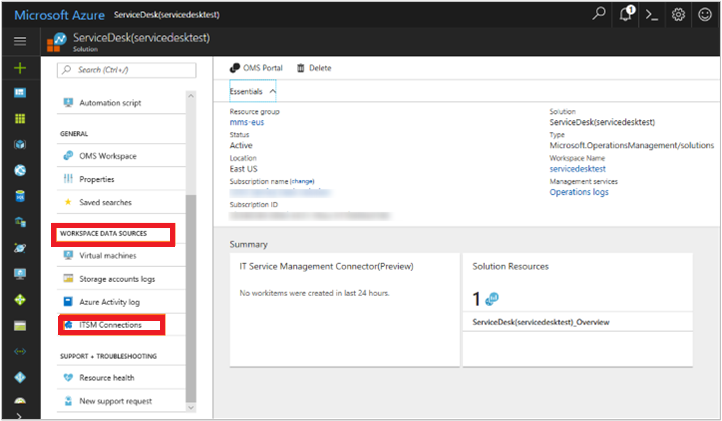 Microsoft Azure ServiceDesk(servicedesktest)
1
ServiceDesk(servicedesktest)
Solution
Search (Ctrl+/)
Automation script
GENERAL
OMS Workspace
Properties
Saved searches
WORKSPACE DATA SOURCES
Virtual machines
Storage accounts logs
Azure Activity log
ITSM Connections
SUPPORT + TROUBLESHOOTING
Resource health
New support request
OMS Portal Delete
Essentials
Resource group
mms-eus
Status
Active
Location
East US
Subscription name (change)
Subscription ID
Solution
ServiceDesk(servicedesktest)
Type
Microsoft.OperationsManagement/solutions
Workspace Name
servicedesktest
Management services
Operations logs
Summary
IT Service Management Connector(Preview)
No workitems were created in last 24 hours.
Solution Resources
1
ServiceDesk(servicedesktest)_Overview